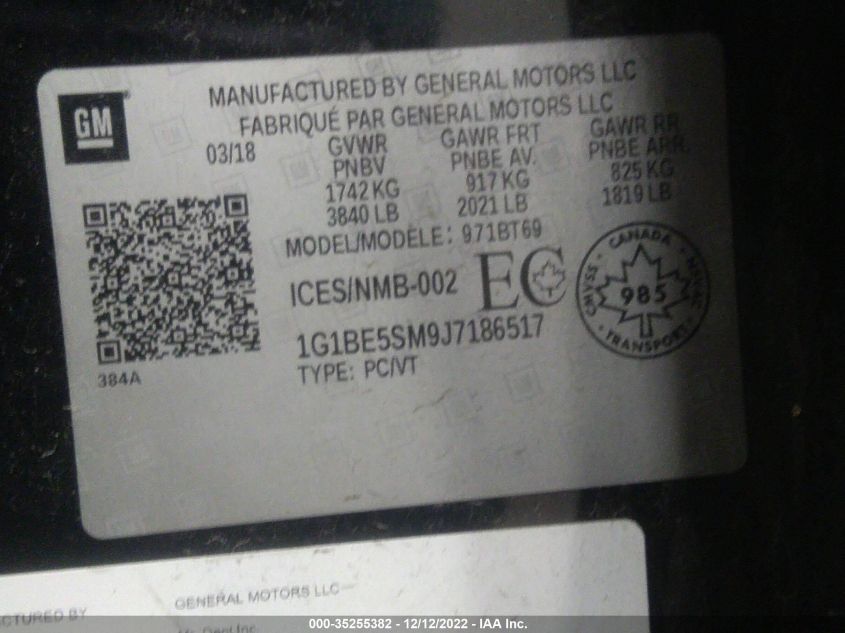 GM
MANUFACTURED BY GENERAL MOTORS LLC
FABRIQUÉ PAR GENERAL MOTORS LLC
03/18
GVWR
PNBV
1742 KG
3840 LB
GAWR FRT
PNBE AV.
917 KG
2021 LB
GAWR RR
PNBE ARR.
825 KG
1819 LB
MODEL/MODÈLE: 971BT69
ICES/NMB-002
EC
CANADA
CMVSS
NSVAC
985
TRANSPORT
1G1BE5SM9J7186517
TYPE: PC/VT
384A
GENERAL MOTORS LLC
CTURED BY
000-35255382 - 12/12/2022 - IAA Inc.